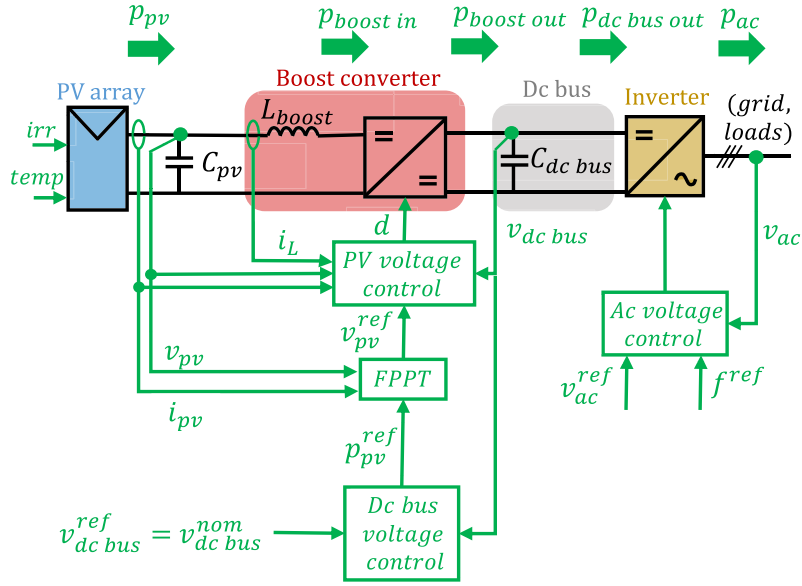 p_pv
p_boost in
p_boost out
p_dc bus out
p_ac
PV array
Boost converter
Dc bus
Inverter
(grid,
loads)
irr
temp
L_boost
=
=
=
~
C_pv
C_dc bus
d
i_L
v_dc bus
v_ac
PV voltage
control
Ac voltage
control
v_pv^ref
v_pv
FPPT
i_pv
v_ac^ref
f^ref
p_pv^ref
Dc bus
voltage
control
v_dc bus^ref = v_dc bus^nom